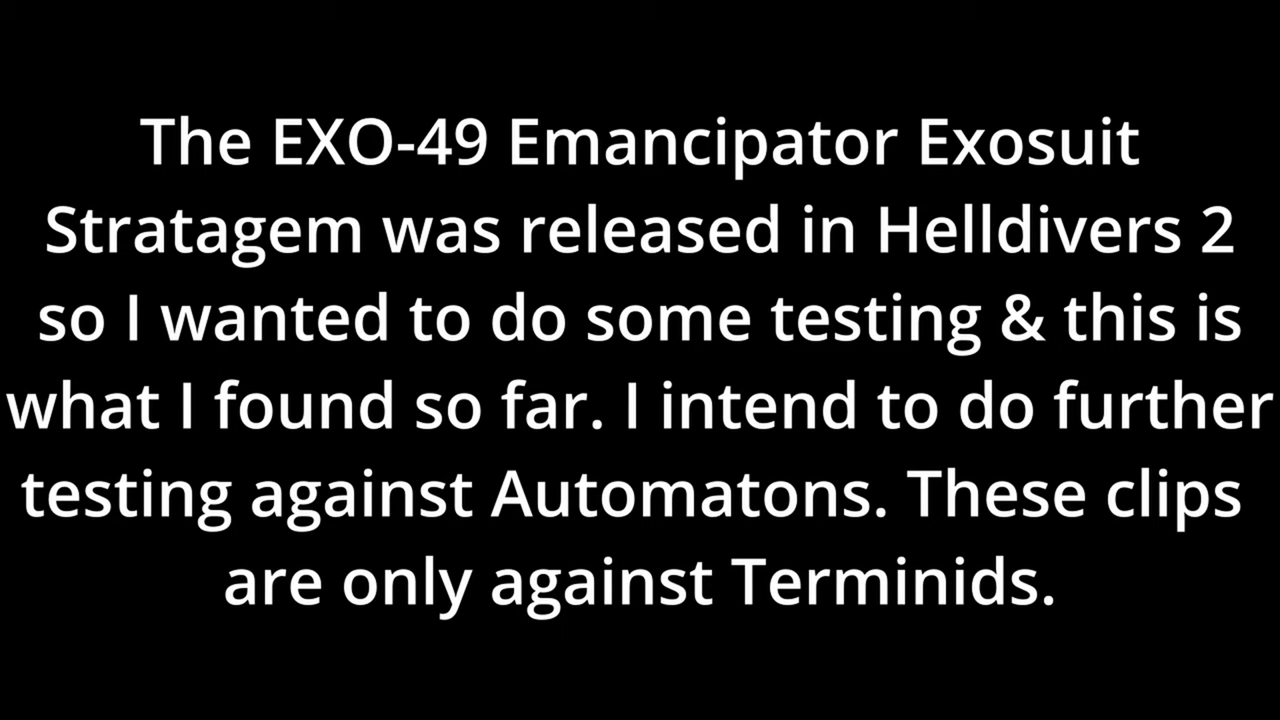 The EXO-49 Emancipator Exosuit
Stratagem was released in Helldivers 2
so I wanted to do some testing & this is
what I found so far. I intend to do further
testing against Automatons. These clips
are only against Terminids.